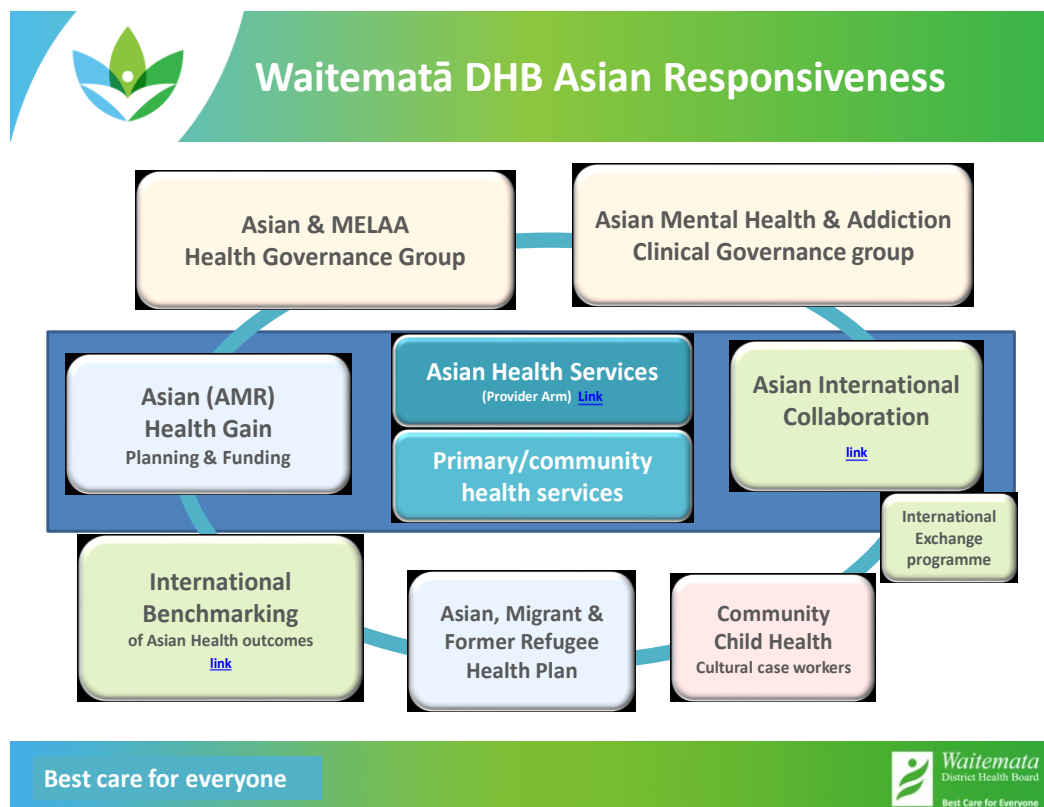 Waitematā DHB Asian Responsiveness
Asian & MELAA
Health Governance Group
Asian Mental Health & Addiction
Clinical Governance group
Asian (AMR)
Health Gain
Planning & Funding
Asian Health Services
(Provider Arm) Link
Primary/community
health services
Asian International
Collaboration
link
International
Exchange
programme
International
Benchmarking
of Asian Health outcomes
link
Asian, Migrant &
Former Refugee
Health Plan
Community
Child Health
Cultural case workers
Best care for everyone
Waitemata
District Health Board
Best Care for Everyone